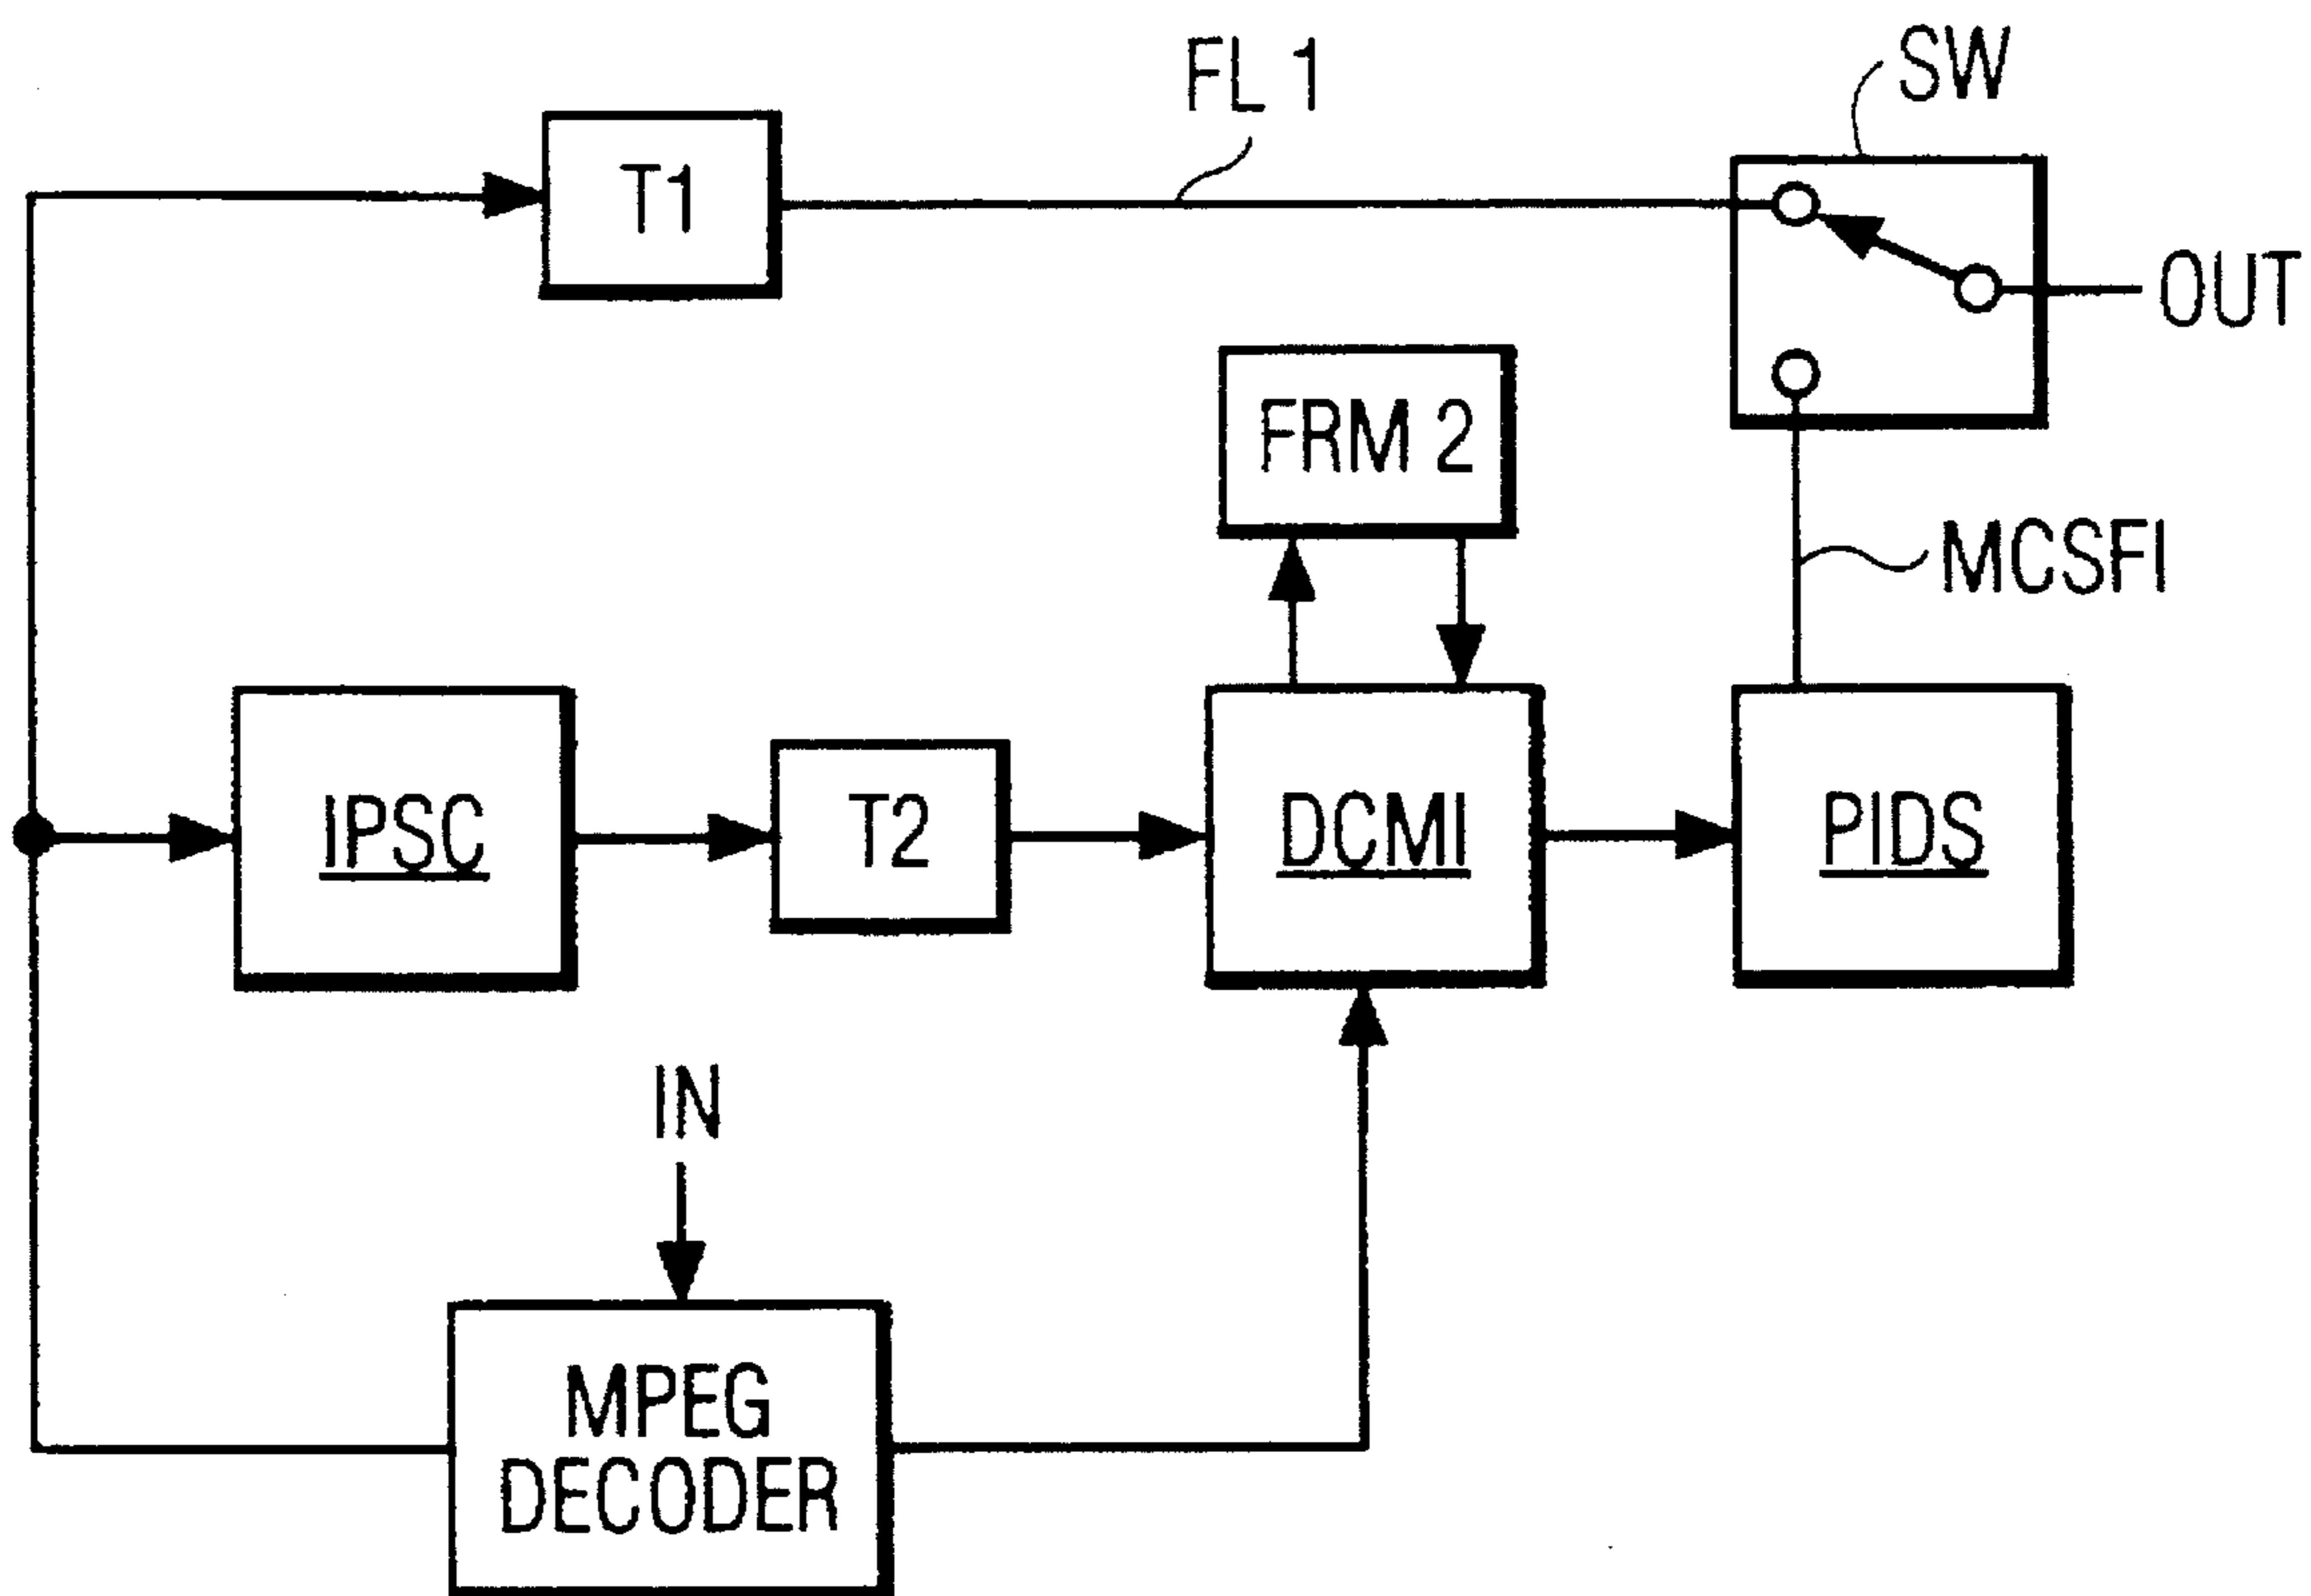 FL 1
SW
T1
OUT
FRM 2
MCSFI
IPSC
T2
DCMI
PIDS
IN
MPEG
DECODER